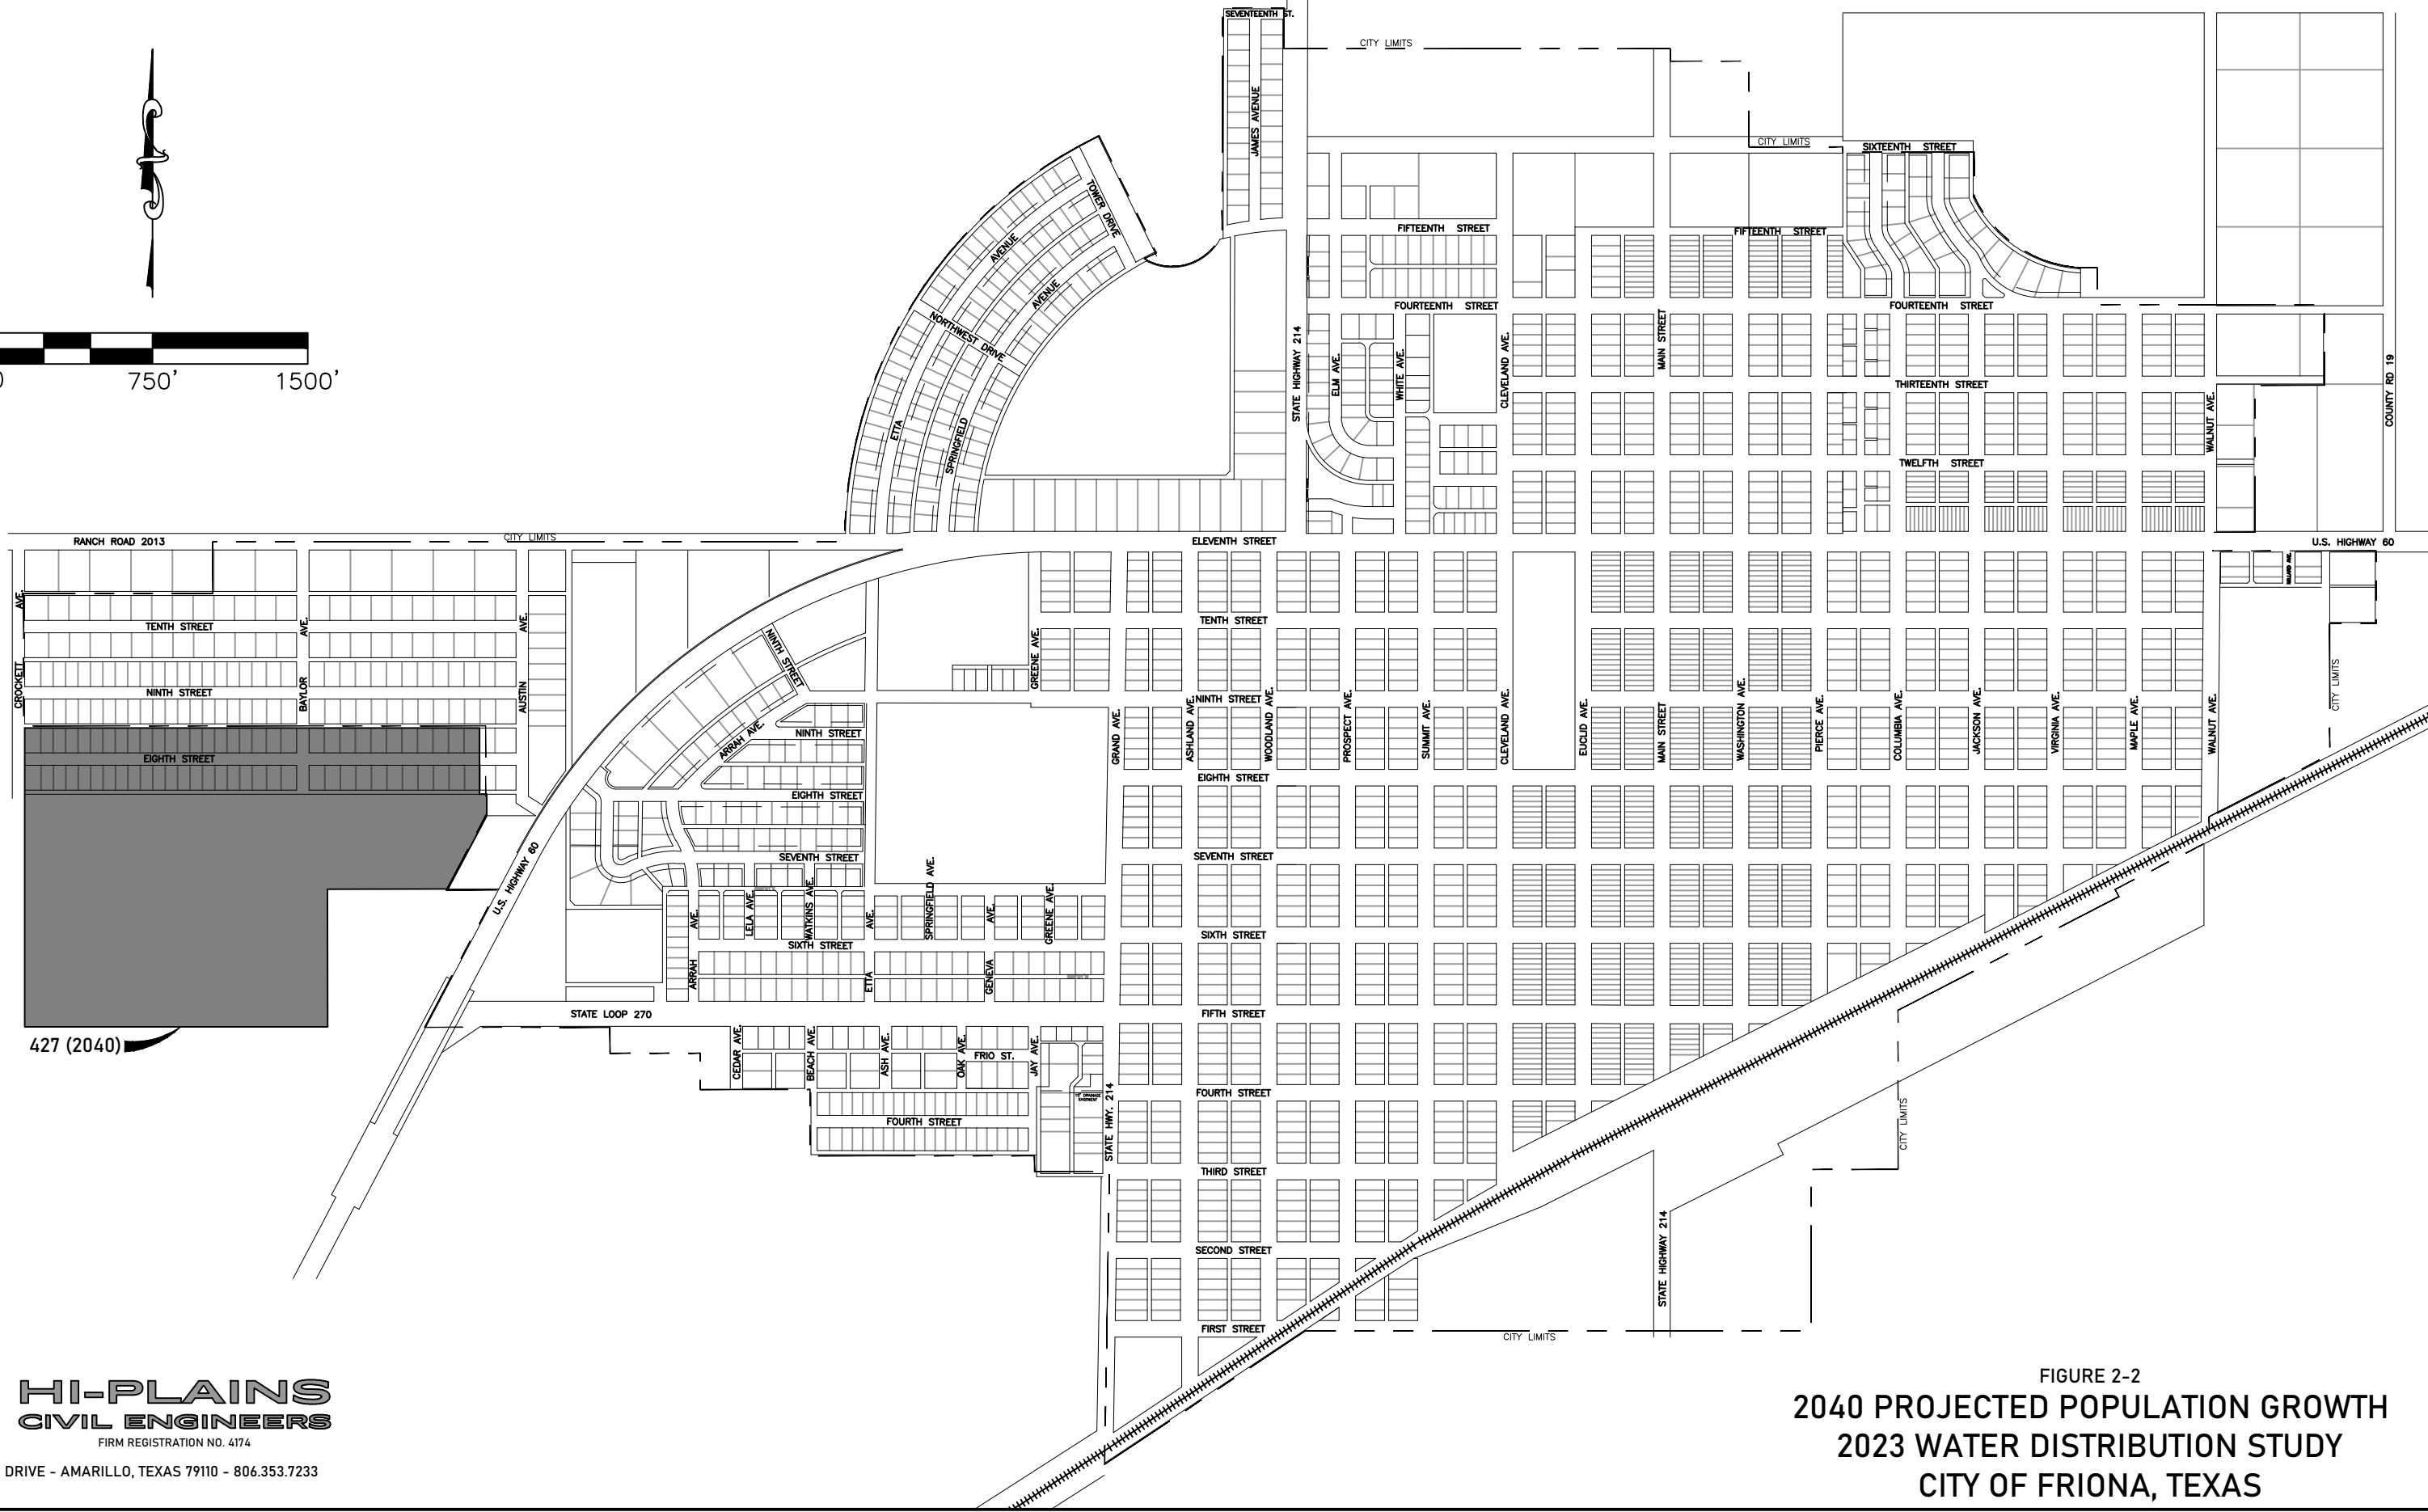 SEVENTEENTH ST.
CITY LIMITS
JAMES AVENUE
CITY LIMITS
SIXTEENTH STREET
TOWER DRIVE
AVENUE
FIFTEENTH STREET
FIFTEENTH STREET
AVENUE
FOURTEENTH STREET
FOURTEENTH STREET
NORTHWEST DRIVE
STATE HIGHWAY 214
ELM AVE.
WHITE AVE.
CLEVELAND AVE.
MAIN STREET
750'
1500'
THIRTEENTH STREET
COUNTY RD 19
WALNUT AVE.
ETTA
SPRINGFIELD
TWELFTH STREET
RANCH ROAD 2013
CITY LIMITS
ELEVENTH STREET
U.S. HIGHWAY 60
CROCKETT AVE.
TENTH STREET
BAYLOR AVE.
AUSTIN AVE.
NINTH STREET
GREENE AVE.
TENTH STREET
CITY LIMITS
NINTH STREET
NINTH STREET
GRAND AVE.
ASHLAND AVE.
WOODLAND AVE.
PROSPECT AVE.
SUMMIT AVE.
CLEVELAND AVE.
EUCLID AVE.
MAIN STREET
WASHINGTON AVE.
PIERCE AVE.
COLUMBIA AVE.
JACKSON AVE.
VIRGINIA AVE.
MAPLE AVE.
WALNUT AVE.
ARRAH AVE.
NINTH STREET
EIGHTH STREET
EIGHTH STREET
EIGHTH STREET
U.S. HIGHWAY 60
SEVENTH STREET
SEVENTH STREET
ARRAH AVE.
LELA AVE.
WATKINS AVE.
ETTA AVE.
SPRINGFIELD AVE.
GENEVA AVE.
GREENE AVE.
SIXTH STREET
SIXTH STREET
STATE LOOP 270
FIFTH STREET
427 (2040)
CEDAR AVE.
BEACH AVE.
ASH AVE.
OAK AVE.
FRIO ST.
JAY AVE.
STATE HWY. 214
FOURTH STREET
FOURTH STREET
CITY LIMITS
THIRD STREET
SECOND STREET
STATE HIGHWAY 214
FIRST STREET
CITY LIMITS
HI-PLAINS
CIVIL ENGINEERS
FIRM REGISTRATION NO. 4174
DRIVE - AMARILLO, TEXAS 79110 - 806.353.7233
FIGURE 2-2
2040 PROJECTED POPULATION GROWTH
2023 WATER DISTRIBUTION STUDY
CITY OF FRIONA, TEXAS